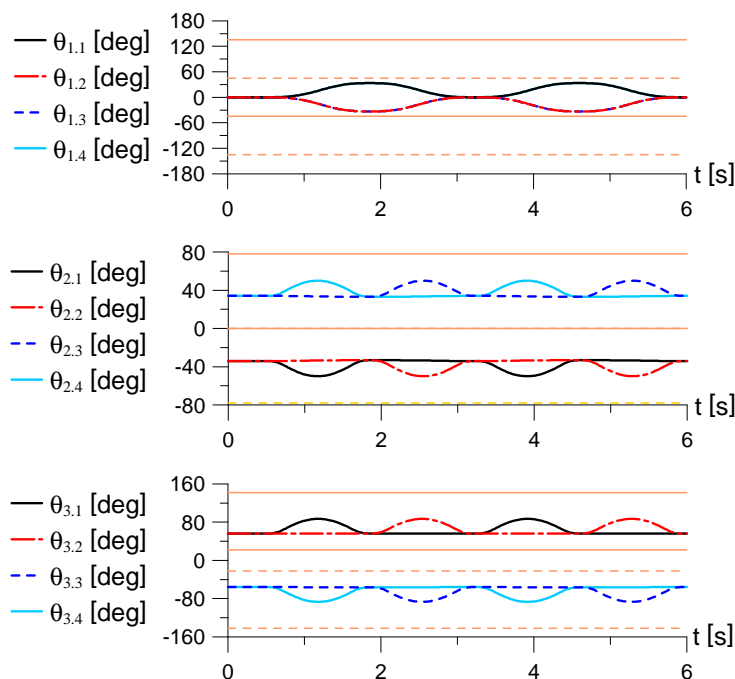 θ1.1 [deg]
θ1.2 [deg]
θ1.3 [deg]
θ1.4 [deg]
180
120
60
0
-60
-120
-180
0 2 4 6
t [s]
θ2.1 [deg]
θ2.2 [deg]
θ2.3 [deg]
θ2.4 [deg]
80
40
0
-40
-80
0 2 4 6
t [s]
θ3.1 [deg]
θ3.2 [deg]
θ3.3 [deg]
θ3.4 [deg]
160
80
0
-80
-160
0 2 4 6
t [s]